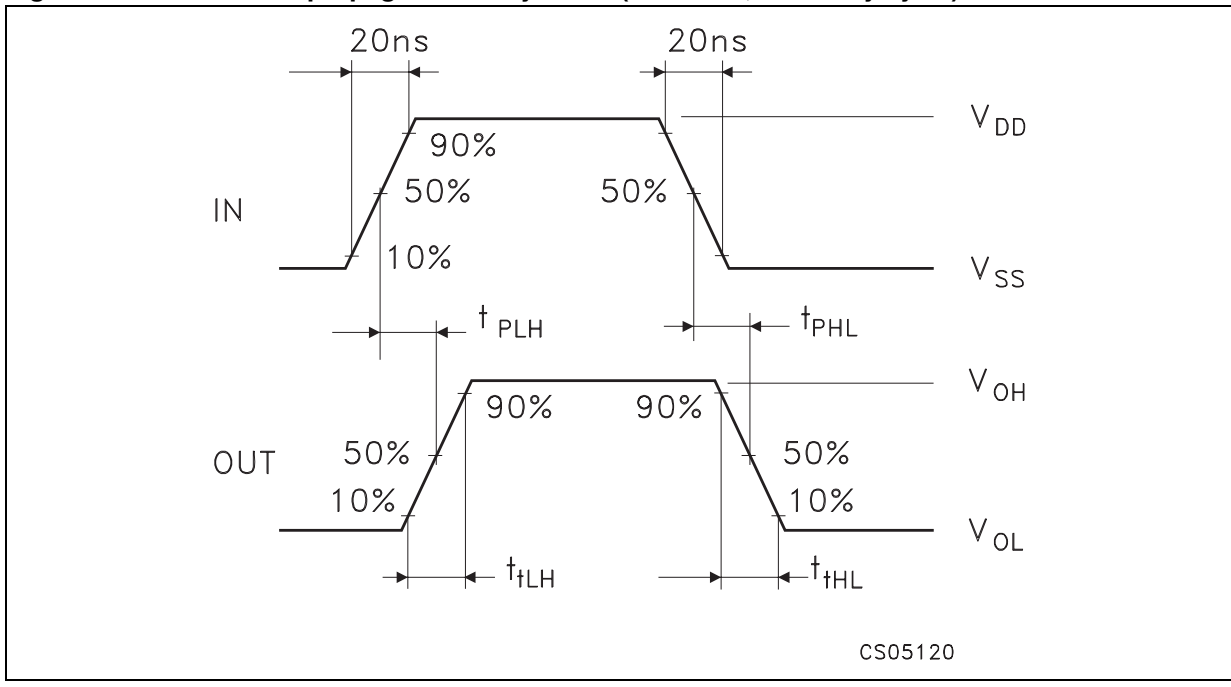 20ns 20ns
V DD
90%
50% 50%
IN
10%
V SS
t PLH t PHL
V OH
90% 90%
50% 50%
OUT
10% 10%
V OL
t tLH t tHL
CS05120